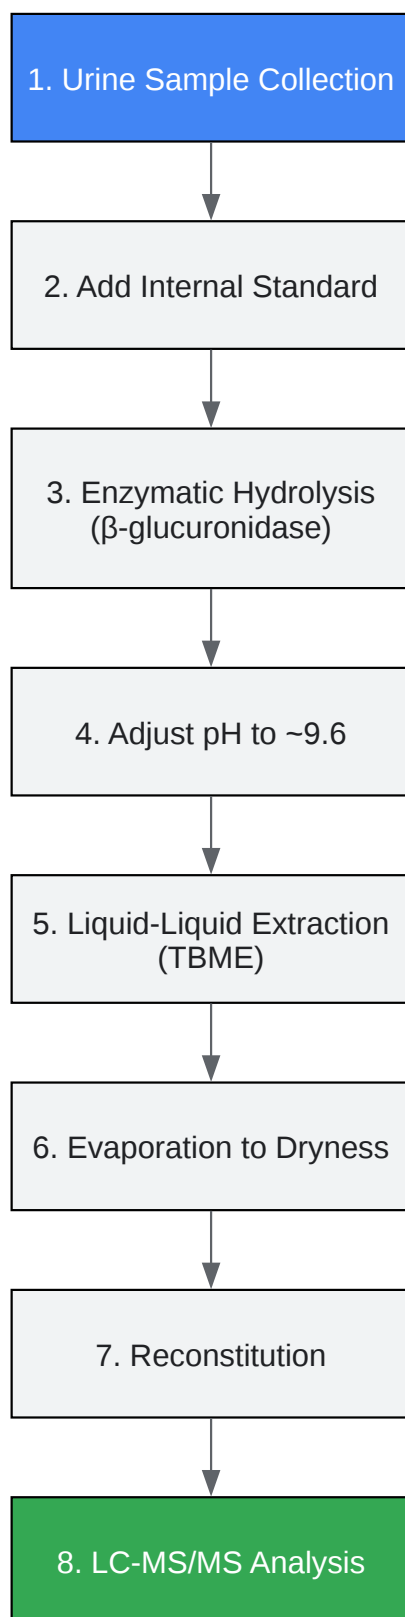 1. Urine Sample Collection
2. Add Internal Standard
3. Enzymatic Hydrolysis
(β-glucuronidase)
4. Adjust pH to ~9.6
5. Liquid-Liquid Extraction
(TBME)
6. Evaporation to Dryness
7. Reconstitution
8. LC-MS/MS Analysis